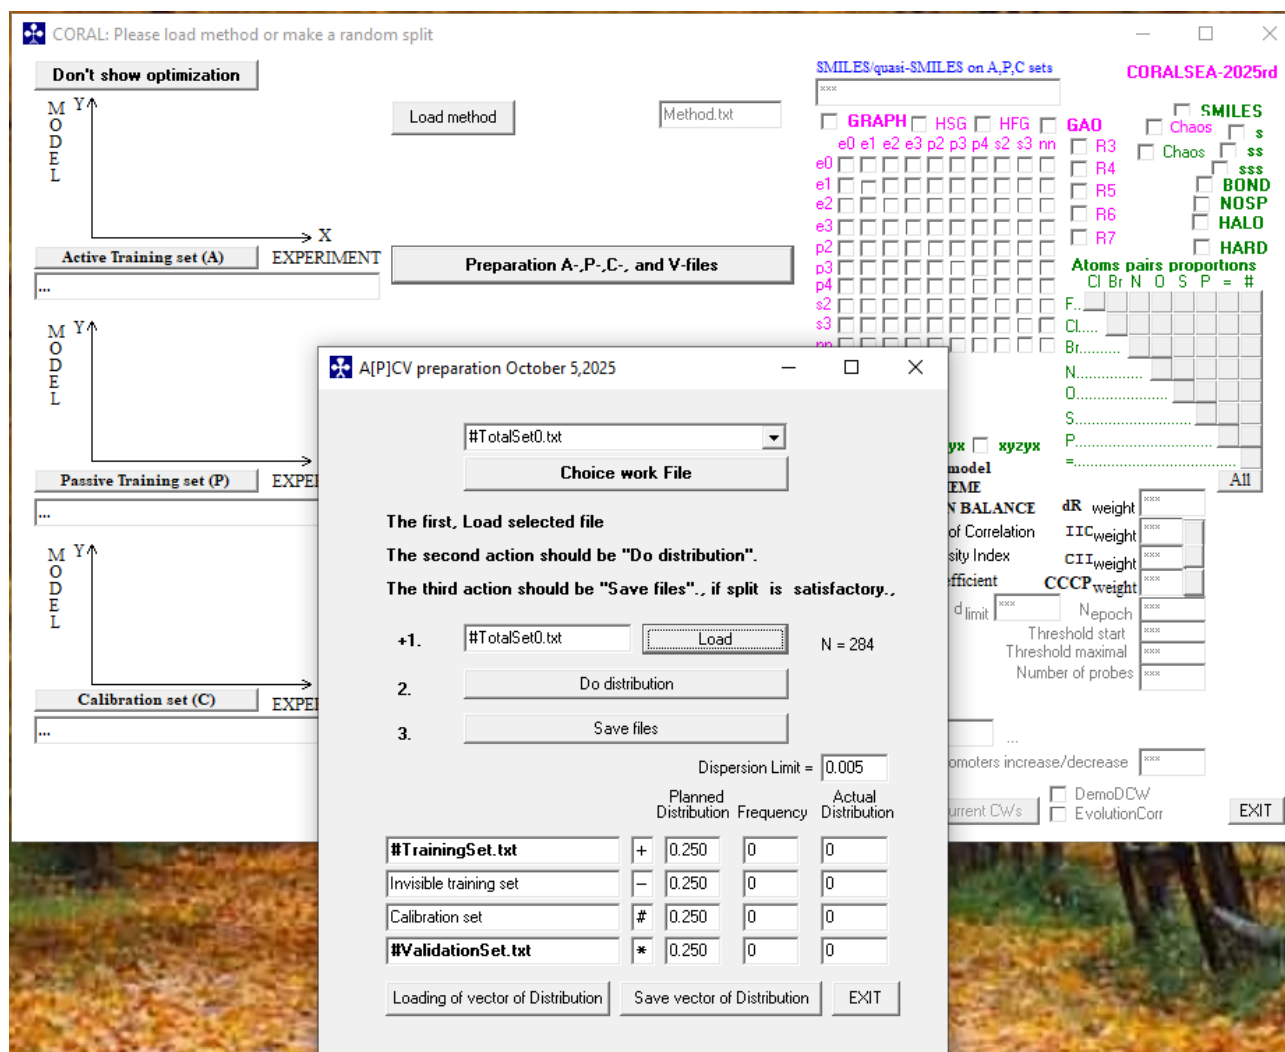 CORAL: Please load method or make a random split
Don't show optimization
SMILES/quasi-SMILES on A,P,C sets
CORALSEA-2025rd
***
Load method
Method.txt
GRAPH HSG HFG GAO
SMILES
Chaos s
Chaos ss
sss
BOND
NOSP
HALO
HARD
e0 e1 e2 e3 p2 p3 p4 s2 s3 nn
e0
e1
e2
e3
p2
p3
p4
s2
s3
nn
R3
R4
R5
R6
R7
MODEL
Y
X
Active Training set (A)
EXPERIMENT
...
Preparation A-,P-,C-, and V-files
Atoms pairs proportions
Cl Br N O S P = #
F..
Cl.....
Br.........
N................
O.......................
S.............................
P...................................
=.........................................
All
MODEL
Y
Passive Training set (P)
EXPE
...
MODEL
Y
Calibration set (C)
EXPE
...
A[P]CV preparation October 5,2025
#TotalSet0.txt
Choice work File
The first, Load selected file
The second action should be "Do distribution".
The third action should be "Save files"., if split is satisfactory.,
+1.
#TotalSet0.txt
Load
N = 284
2.
Do distribution
3.
Save files
Dispersion Limit =
0.005
Planned Distribution
Frequency
Actual Distribution
#TrainingSet.txt + 0.250 0 0
Invisible training set – 0.250 0 0
Calibration set # 0.250 0 0
#ValidationSet.txt * 0.250 0 0
Loading of vector of Distribution
Save vector of Distribution
EXIT
yx xyzyx
model
EME
N BALANCE dR weight ***
of Correlation IIC weight ***
sity Index CII weight ***
fficient CCCP weight ***
d limit *** N epoch ***
Threshold start ***
Threshold maximal ***
Number of probes ***
...
omoters increase/decrease ***
urrent CWs
DemoDCW
EvolutionCorr
EXIT